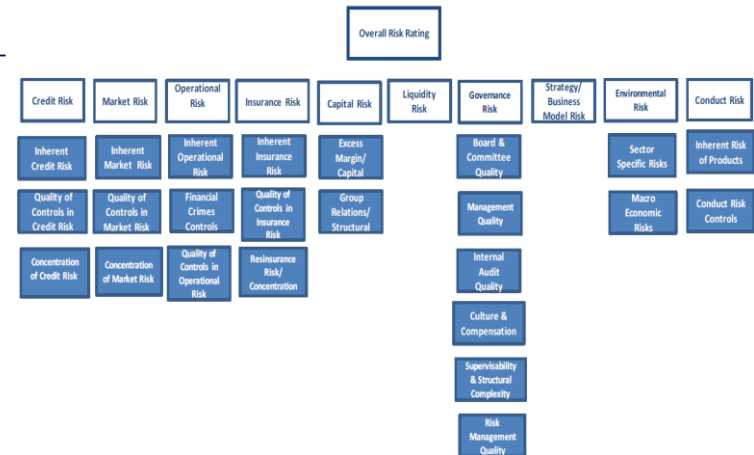 Overall Risk Rating
Credit Risk
Market Risk
Operational
Risk
Insurance Risk
Capital Risk
Liquidity
Risk
Governance
Risk
Strategy/
Business
Model Risk
Environmental
Risk
Conduct Risk
Inherent
Credit Risk
Quality of
Controls in
Credit Risk
Concentration
of Credit Risk
Inherent
Market Risk
Quality of
Controls in
Market Risk
Concentration
of Market Risk
Inherent
Operational
Risk
Financial
Crimes
Controls
Quality of
Controls in
Operational
Risk
Inherent
Insurance
Risk
Quality of
Controls in
Insurance
Risk
Resinsurance
Risk/
Concentration
Excess
Margin/
Capital
Group
Relations/
Structural
Board &
Committee
Quality
Management
Quality
Internal
Audit
Quality
Culture &
Compensation
Supervisability
& Structural
Complexity
Risk
Management
Quality
Sector
Specific Risks
Macro
Economic
Risks
Inherent Risk
of Products
Conduct Risk
Controls